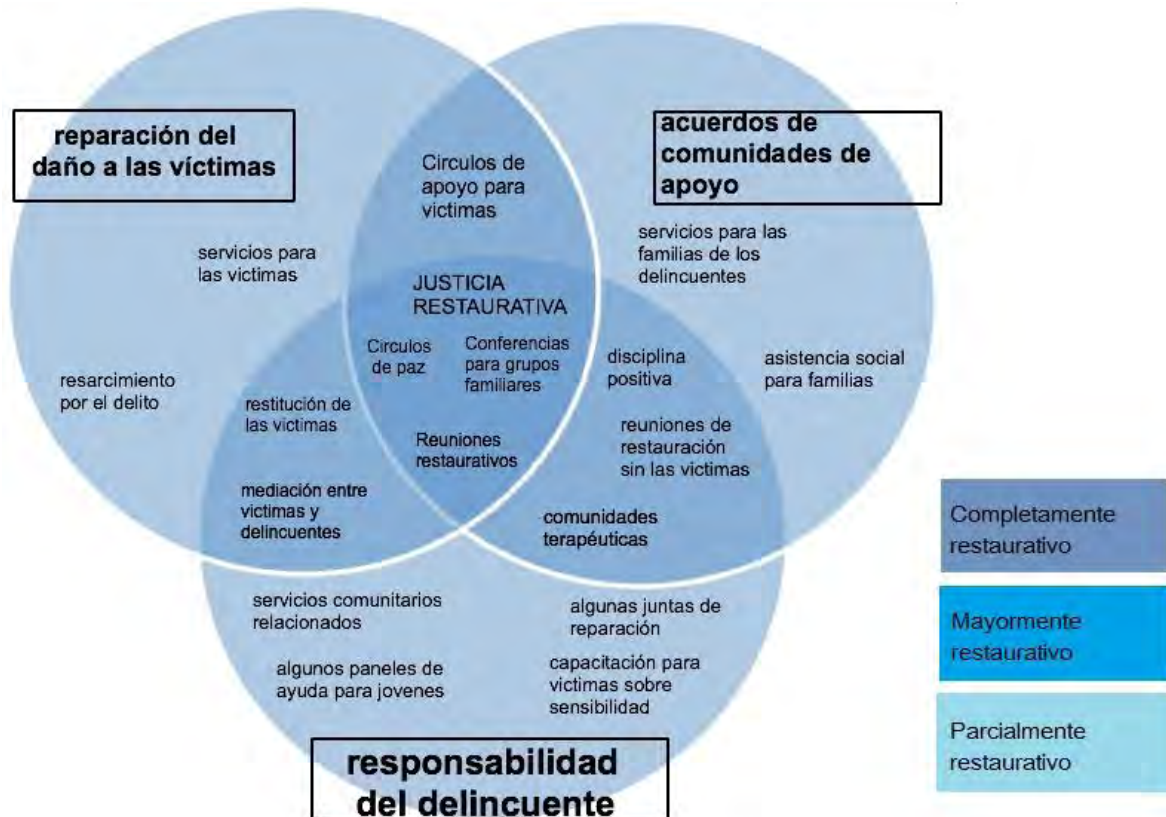 reparación del
daño a las víctimas
acuerdos de
comunidades de
apoyo
Circulos de
apoyo para
victimas
servicios para
las victimas
servicios para las
familias de los
delincuentes
JUSTICIA
RESTAURATIVA
Circulos
de paz
Conferencias
para grupos
familiares
disciplina
positiva
asistencia social
para familias
resarcimiento
por el delito
restitución de
las victimas
Reuniones
restaurativos
reuniones de
restauración
sin las victimas
mediación entre
victimas y
delincuentes
comunidades
terapéuticas
servicios comunitarios
relacionados
algunas juntas de
reparación
algunos paneles de
ayuda para jovenes
capacitación para
victimas sobre
sensibilidad
responsabilidad
del delincuente
Completamente
restaurativo
Mayormente
restaurativo
Parcialmente
restaurativo